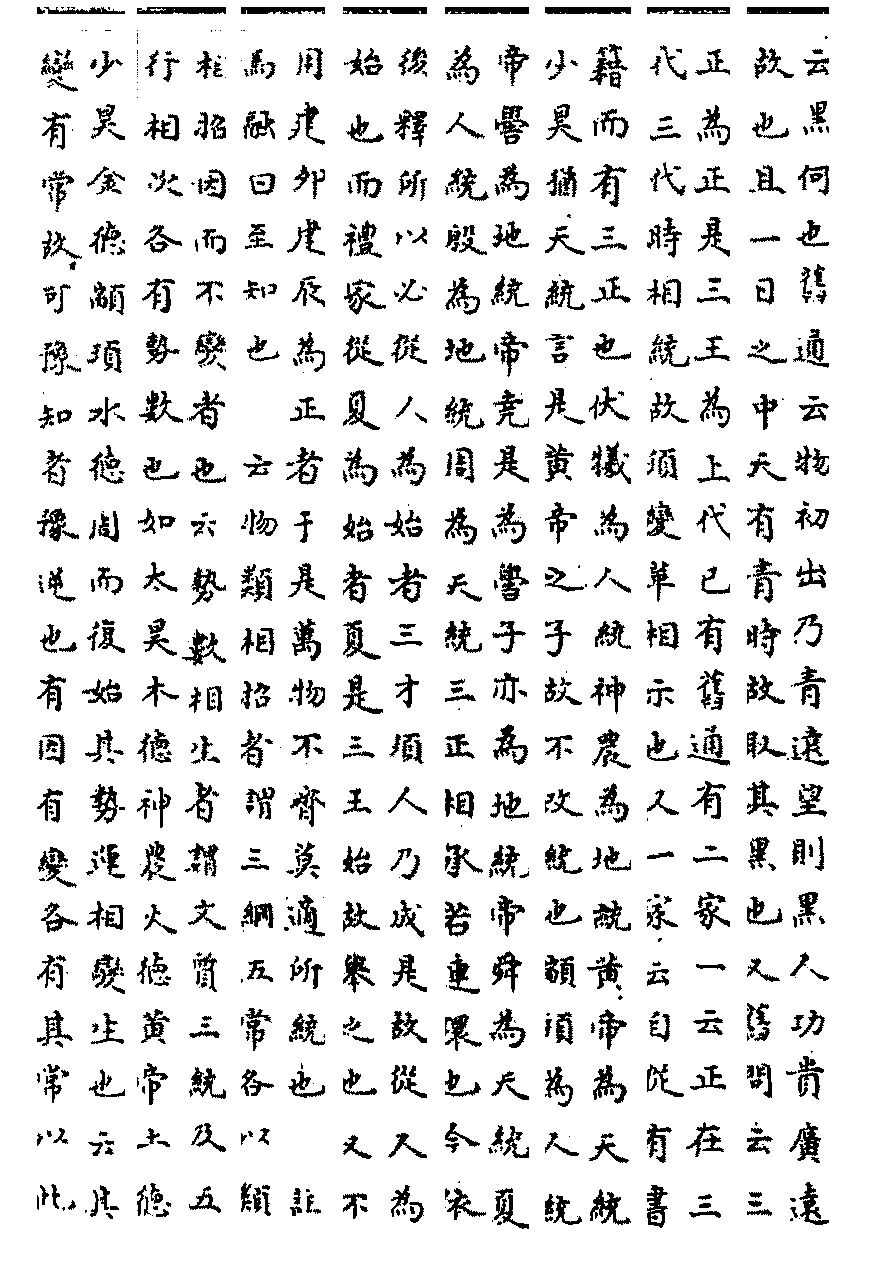 云黑何也舊通云物初出乃青遠望則黑人功貴廣遠
故也且一日之中天有青時故取其黑也又舊問云三
正為正是三王為上代已有舊通有二家一云正在三
代三代時相統故須變革相示也又一家云自從有書
籍而有三正也伏犧為人統神農為地統黄帝為天統
少昊猶天統言是黄帝之子故不改統也顓頊為人統
帝嚳為地統帝堯是為嚳子亦為地統帝舜為天統夏
為人統殷為地統周為天統三正相承若連環也今依
後釋所以必從人為始者三才須人乃成是故從人為
始也而禮家從夏為始者夏是三王始故舉之也又不
用建卯建辰為正者于是萬物不齊莫適所統也 註
馬融曰至知也 云物類相招者謂三綱五常各以類
相招因而不變者也云勢數相生者謂文質三統及五
行相次各有勢數也如太昊木德神農火德黄帝土德
少昊金德顓頊水德周而復始其勢運相變生也云其
變有常故可豫知者豫逆也有因有變各有其常以此